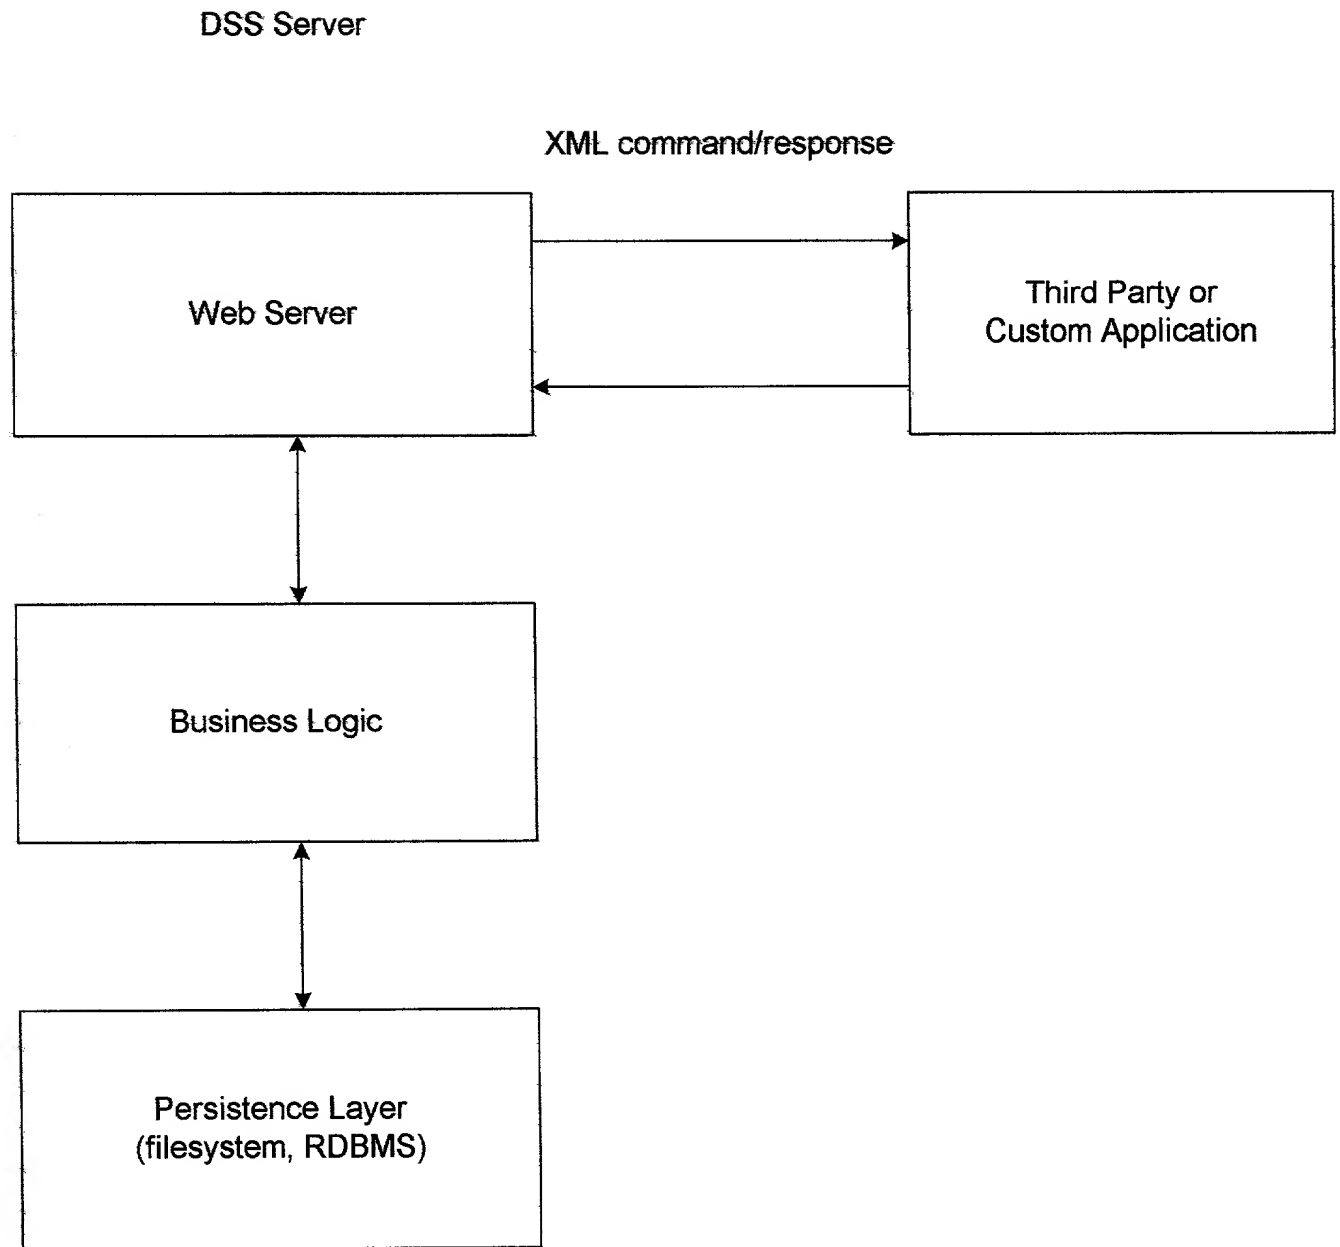 DSS Server
XML command/response
Web Server
Third Party or
Custom Application
Business Logic
Persistence Layer
(filesystem, RDBMS)